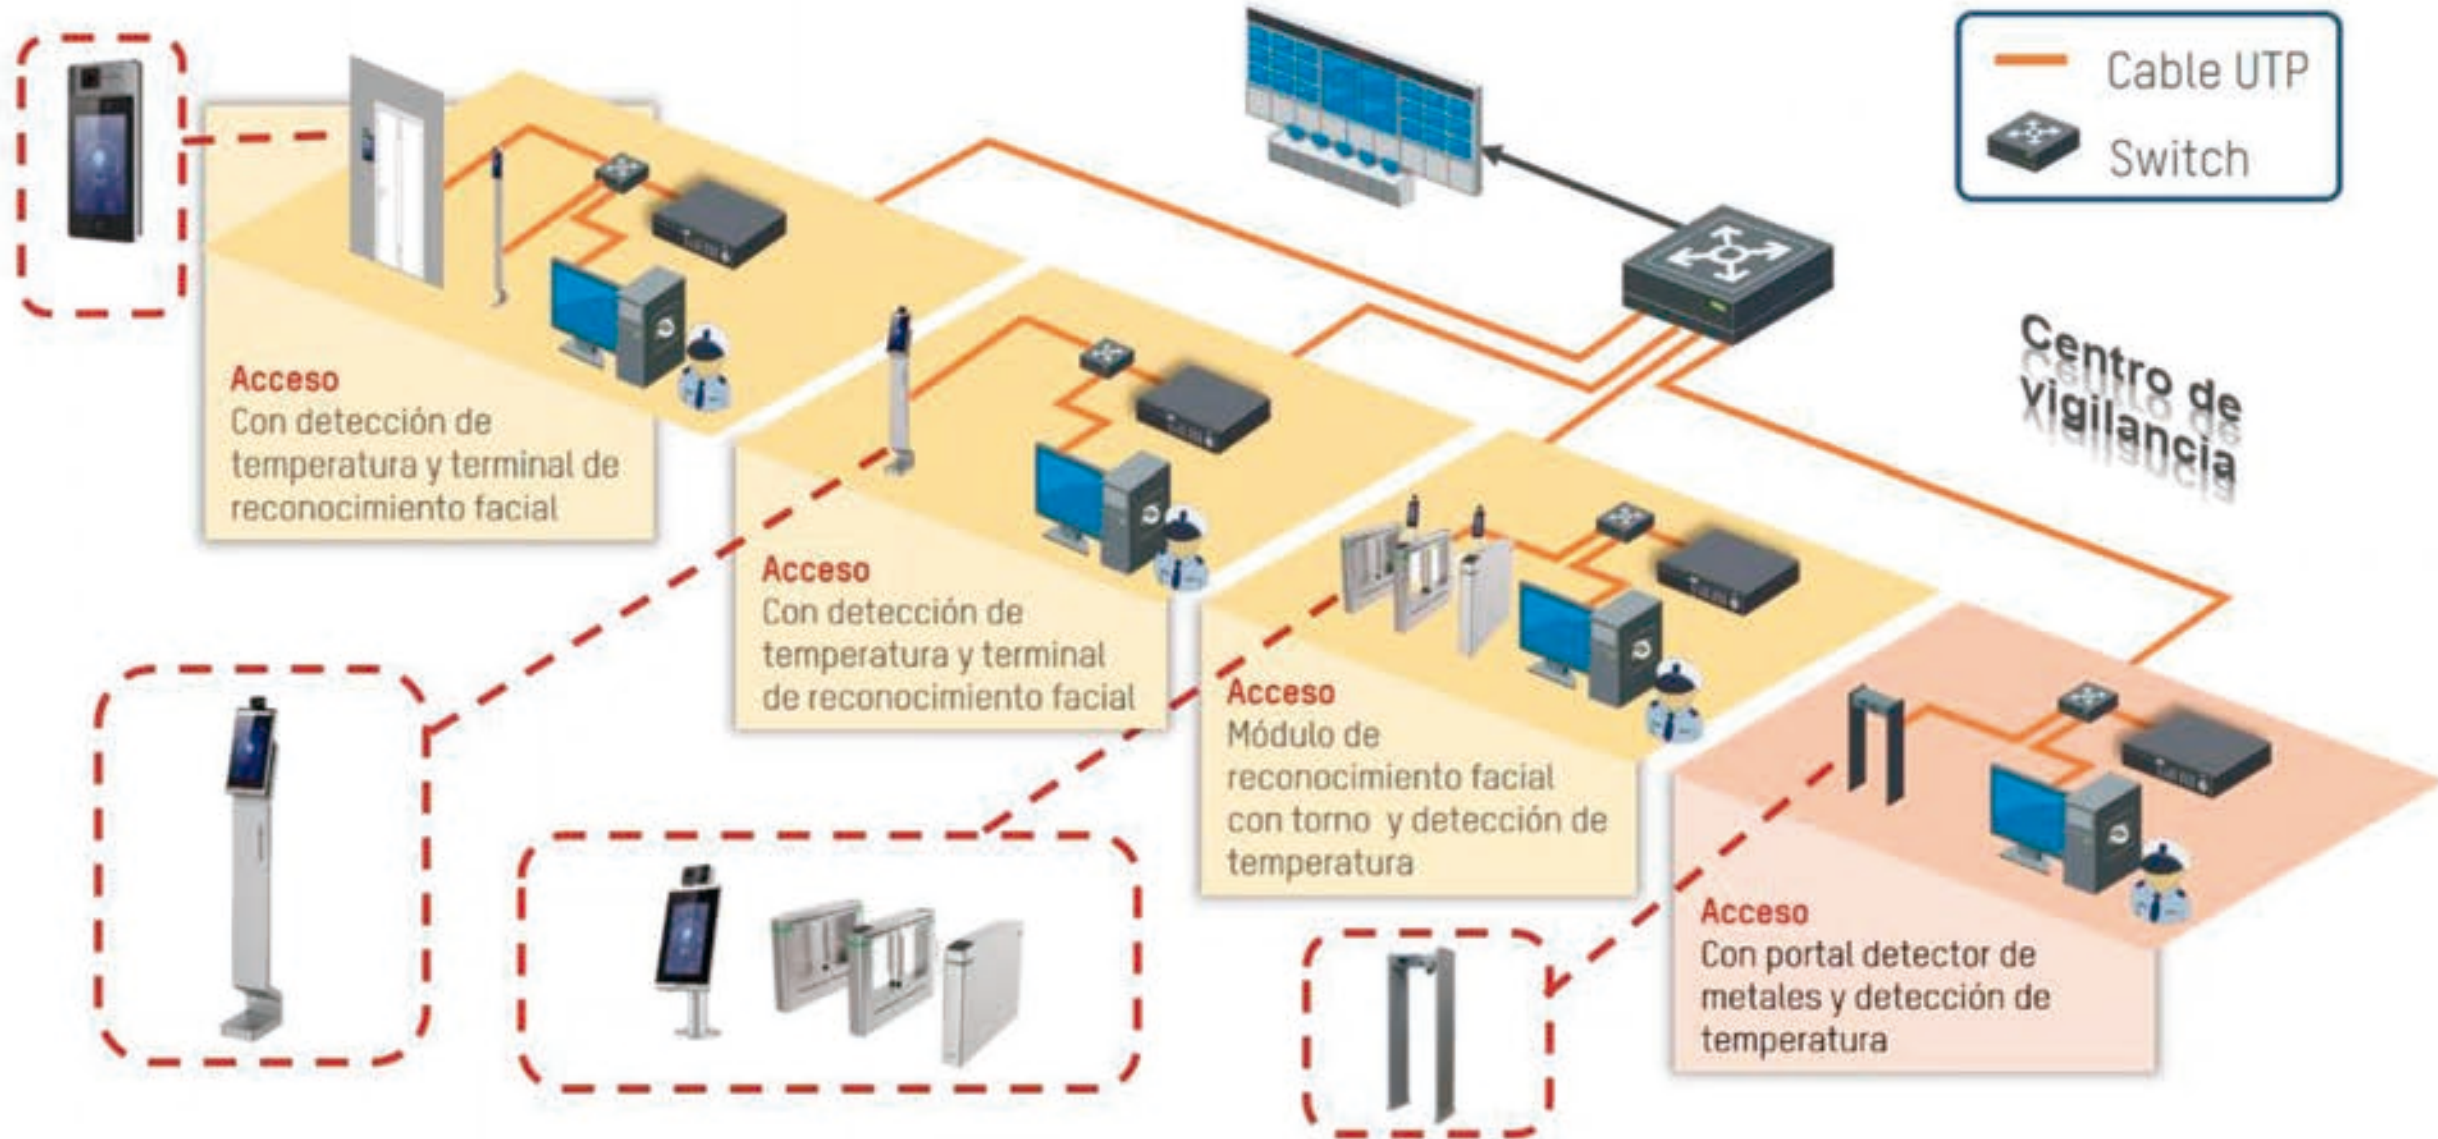 Cable UTP
Switch
Centro de
Vigilancia
Acceso
Con detección de
temperatura y terminal de
reconocimiento facial
Acceso
Con detección de
temperatura y terminal
de reconocimiento facial
Acceso
Módulo de
reconocimiento facial
con torno y detección de
temperatura
Acceso
Con portal detector de
metales y detección de
temperatura